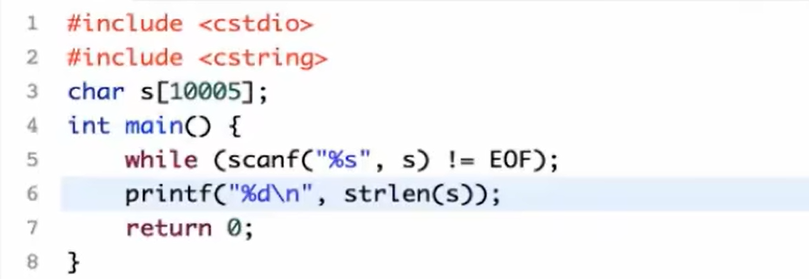 1 #include <cstdio>
2 #include <cstring>
3 char s[10005];
4 int main() {
5     while (scanf("%s", s) != EOF);
6     printf("%d\n", strlen(s));
7     return 0;
8 }